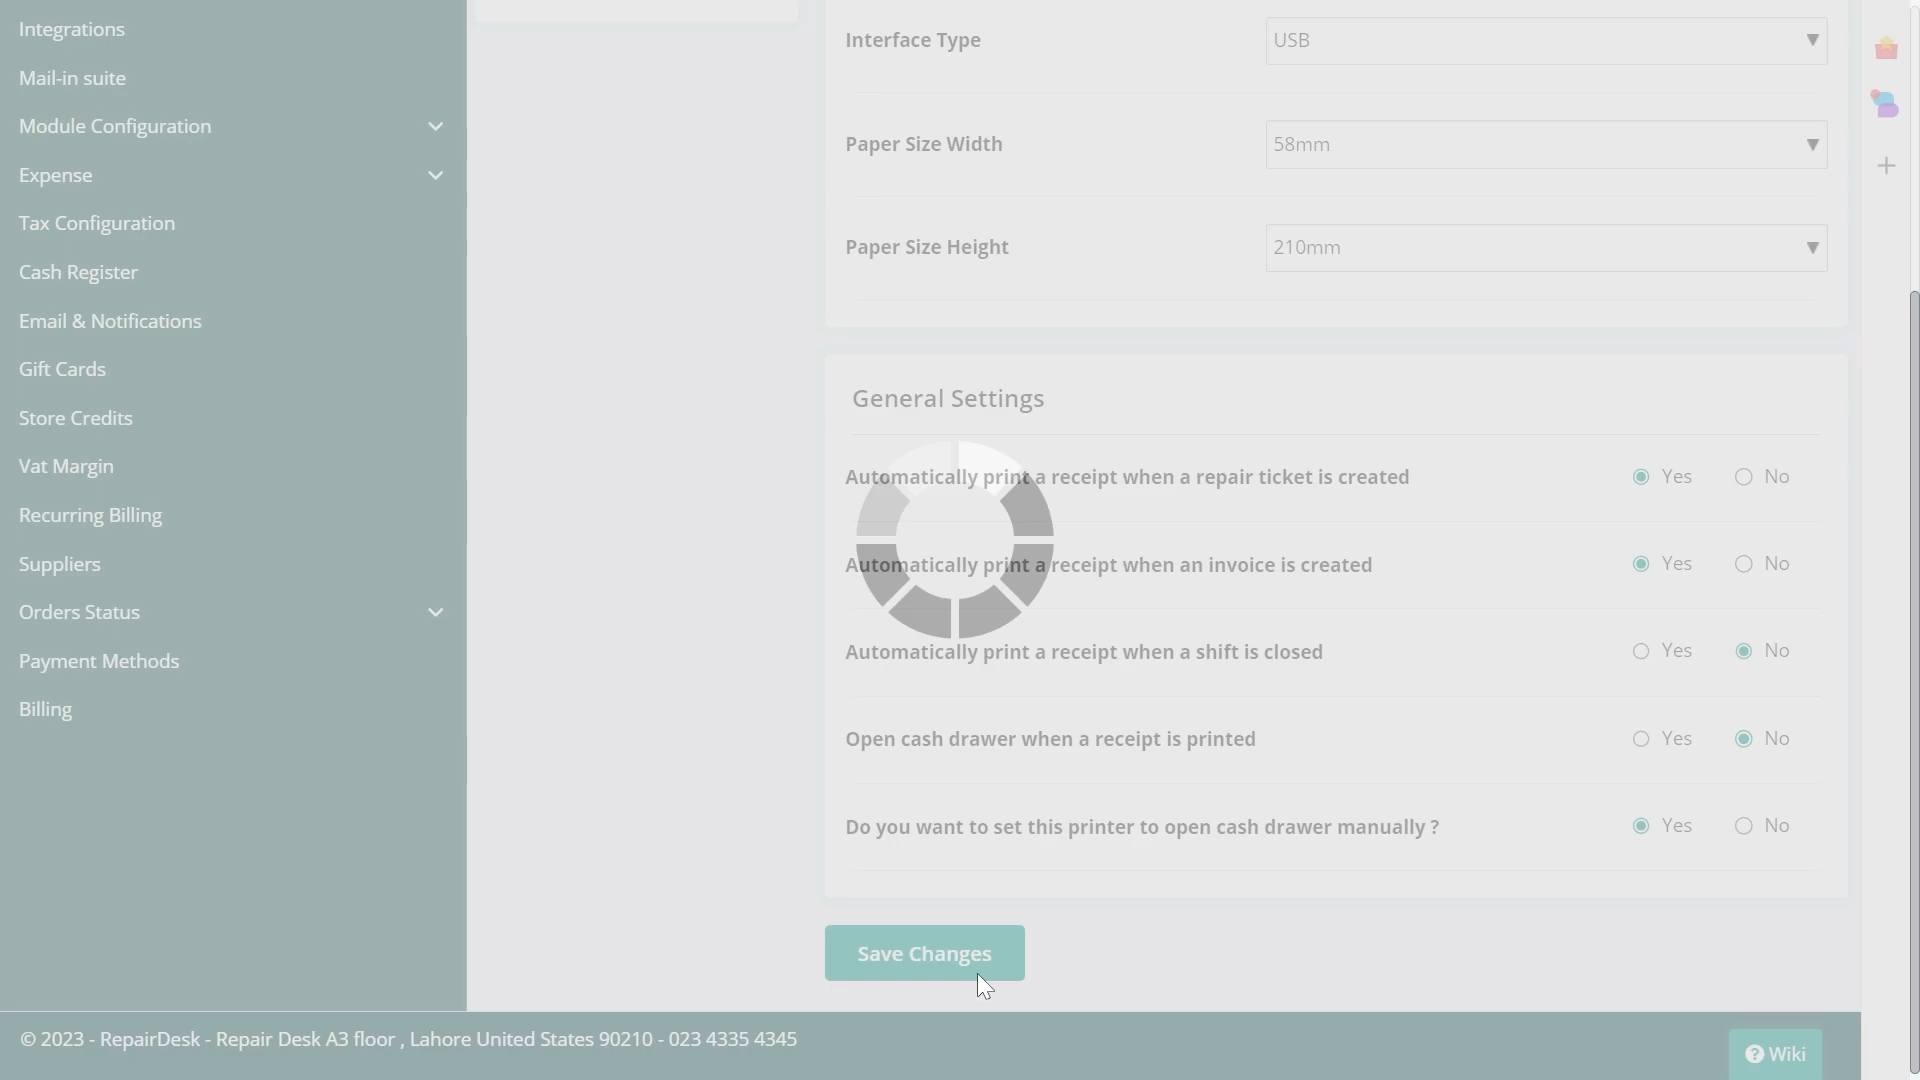 Integrations
Mail-in suite
Module Configuration
Expense
Tax Configuration
Cash Register
Email & Notifications
Gift Cards
Store Credits
Vat Margin
Recurring Billing
Suppliers
Orders Status
Payment Methods
Billing
Interface Type USB
Paper Size Width 58mm
Paper Size Height 210mm
General Settings
Automatically print a receipt when a repair ticket is created Yes No
Automatically print a receipt when an invoice is created Yes No
Automatically print a receipt when a shift is closed Yes No
Open cash drawer when a receipt is printed Yes No
Do you want to set this printer to open cash drawer manually ? Yes No
Save Changes
© 2023 - RepairDesk - Repair Desk A3 floor , Lahore United States 90210 - 023 4335 4345
Wiki